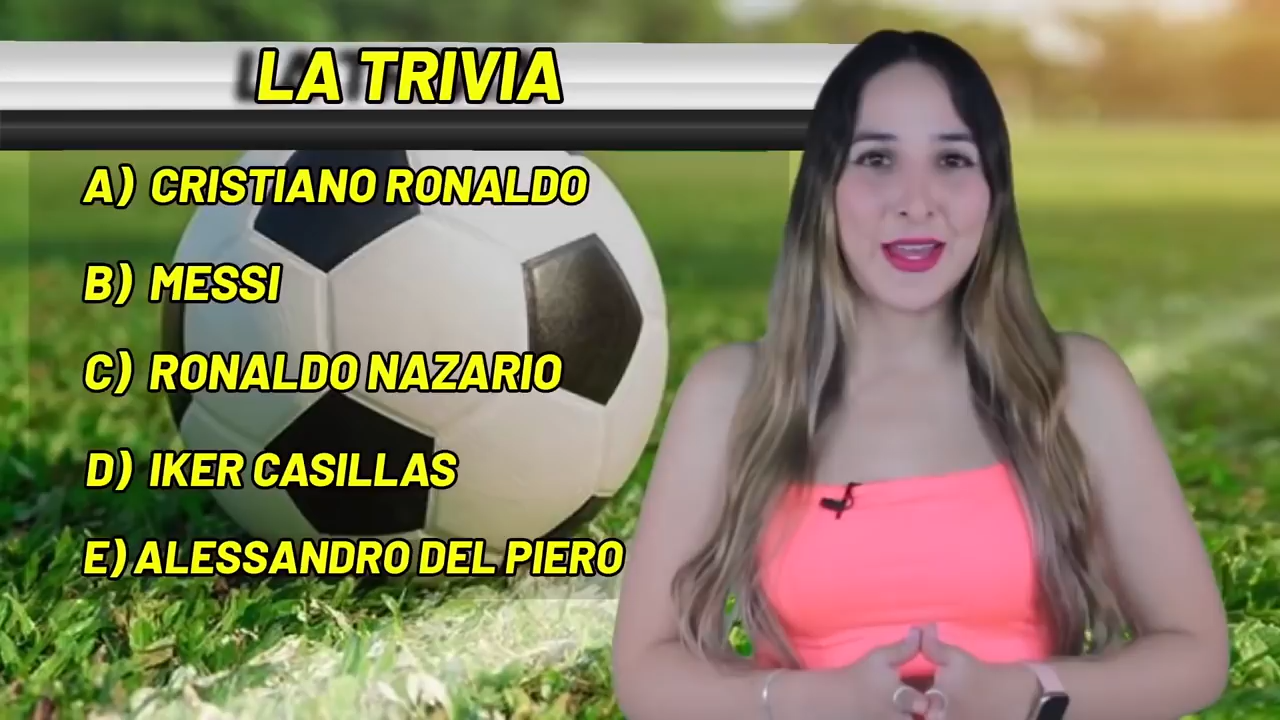 LA TRIVIA
A) CRISTIANO RONALDO
B) MESSI
C) RONALDO NAZARIO
D) IKER CASILLAS
E) ALESSANDRO DEL PIERO